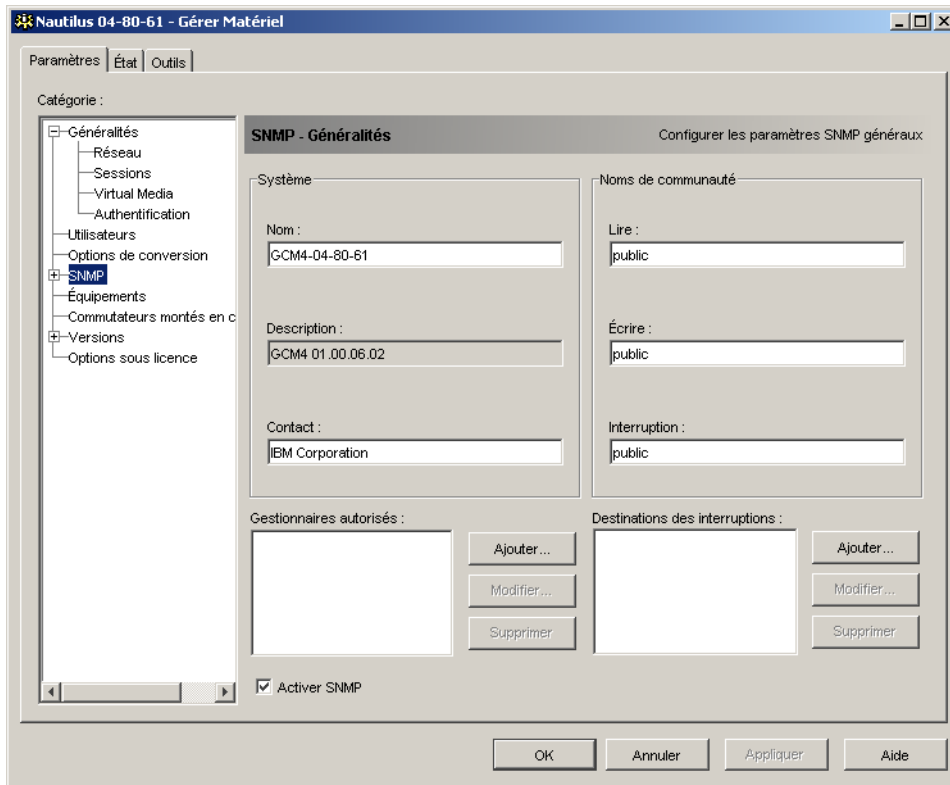 Nautilus 04-80-61 - Gérer Matériel
Paramètres
État
Outils
Catégorie :
Généralités
Réseau
Sessions
Virtual Media
Authentification
Utilisateurs
Options de conversion
SNMP
Équipements
Commutateurs montés en c
Versions
Options sous licence
SNMP - Généralités
Configurer les paramètres SNMP généraux
Système
Nom :
GCM4-04-80-61
Description :
GCM4 01.00.06.02
Contact :
IBM Corporation
Noms de communauté
Lire :
public
Écrire :
public
Interruption :
public
Gestionnaires autorisés :
Ajouter...
Modifier...
Supprimer
Destinations des interruptions :
Ajouter...
Modifier...
Supprimer
Activer SNMP
OK
Annuler
Appliquer
Aide